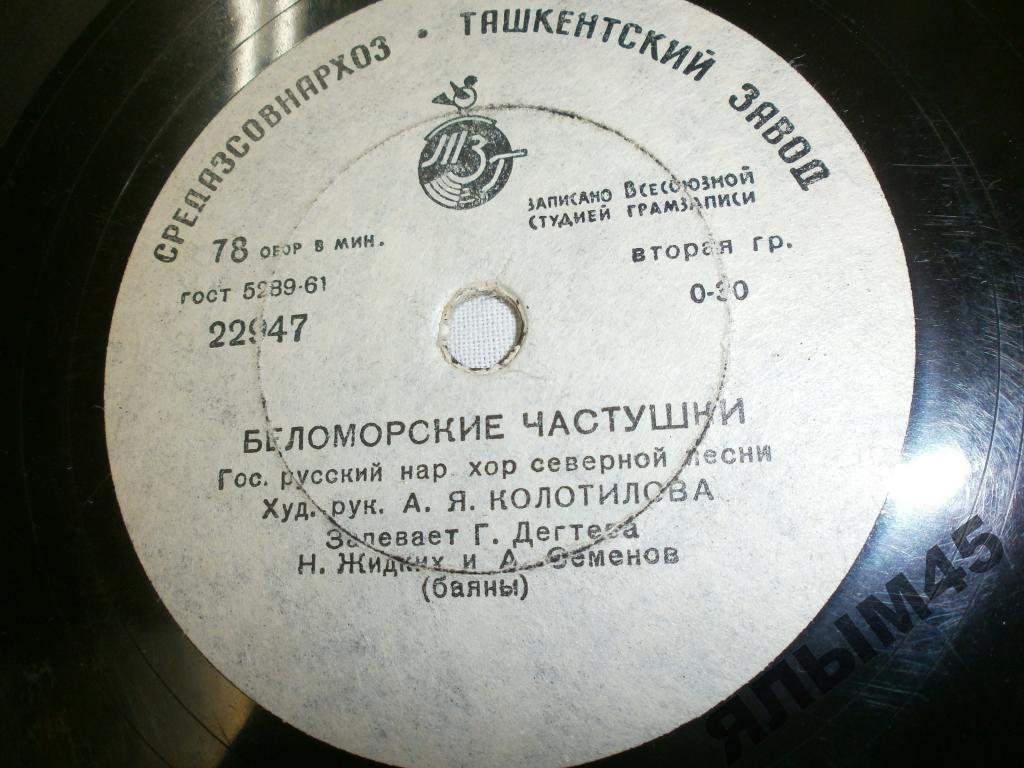 СРЕДАЗСОВНАРХОЗ • ТАШКЕНТСКИЙ ЗАВОД
ТЗ
ЗАПИСАНО ВСЕСОЮЗНОЙ
СТУДИЕЙ ГРАМЗАПИСИ
78 ОБОР В МИН.
вторая гр.
ГОСТ 5289-61
0-30
22947
БЕЛОМОРСКИЕ ЧАСТУШКИ
Гос. русский нар хор северной песни
Худ. рук. А. Я. КОЛОТИЛОВА
Запевает Г. Дегтева
Н. Жидких и А. Семенов
(баяны)
ЯЛЫМ45